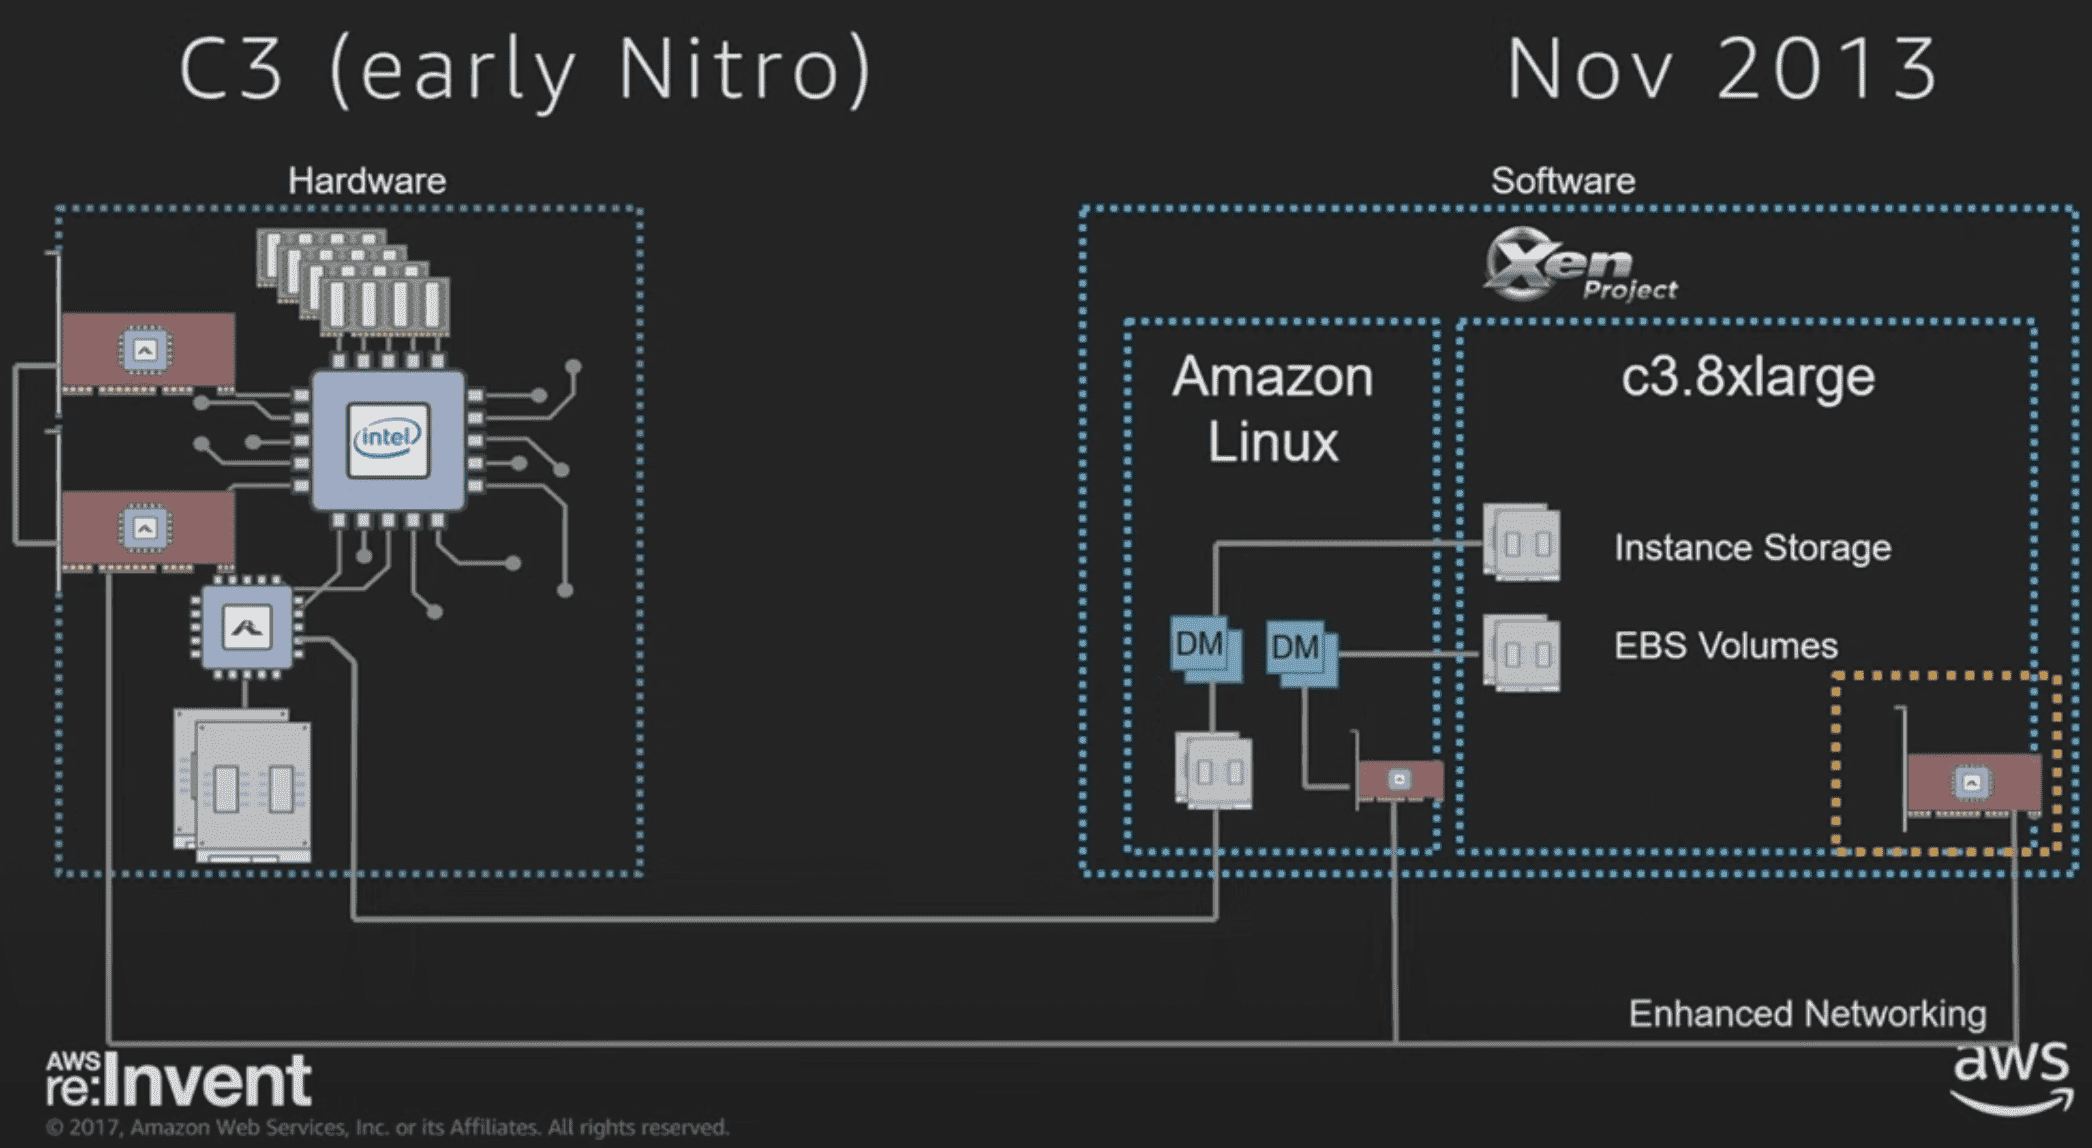 C3 (early Nitro)
Nov 2013
Hardware
intel
Software
Xen
Project
Amazon
Linux
c3.8xlarge
Instance Storage
DM
DM
EBS Volumes
Enhanced Networking
AWS
re:Invent
aws
© 2017, Amazon Web Services, Inc. or its Affiliates. All rights reserved.